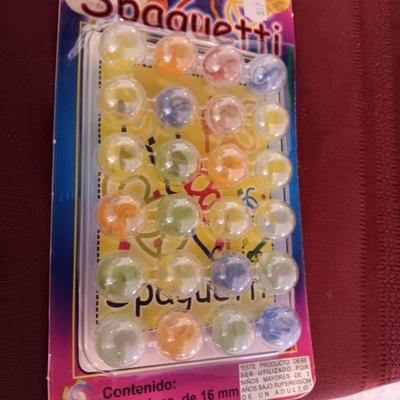 Spaguetti
Spaguetti
Contenido:
de 16 mm
"ESTE PRODUCTO DEBE
SER UTILIZADO POR
NIÑOS MAYORES DE 3
AÑOS BAJO SUPERVISIÓN
DE UN ADULTO"